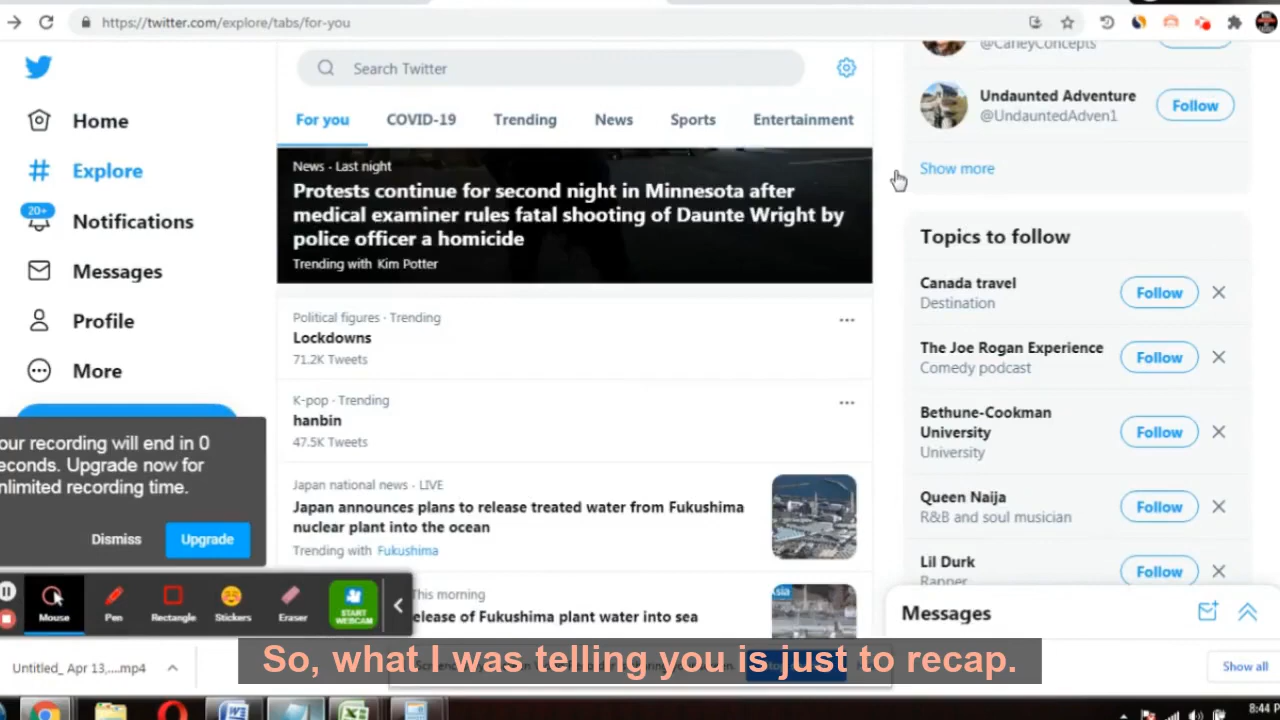 https://twitter.com/explore/tabs/for-you
Search Twitter
For you
COVID-19
Trending
News
Sports
Entertainment
Home
Explore
20+
Notifications
Messages
Profile
More
News · Last night
Protests continue for second night in Minnesota after
medical examiner rules fatal shooting of Daunte Wright by
police officer a homicide
Trending with Kim Potter
Political figures · Trending
Lockdowns
71.2K Tweets
K-pop · Trending
hanbin
47.5K Tweets
Japan national news · LIVE
Japan announces plans to release treated water from Fukushima
nuclear plant into the ocean
Trending with Fukushima
This morning
elease of Fukushima plant water into sea
@CarleyConcepts
Undaunted Adventure
@UndauntedAdven1
Follow
Show more
Topics to follow
Canada travel
Destination
Follow
The Joe Rogan Experience
Comedy podcast
Follow
Bethune-Cookman
University
University
Follow
Queen Naija
R&B and soul musician
Follow
Lil Durk
Rapper
Follow
Messages
our recording will end in 0
econds. Upgrade now for
nlimited recording time.
Dismiss
Upgrade
Mouse
Pen
Rectangle
Stickers
Eraser
START
WEBCAM
So, what I was telling you is just to recap.
Untitled_ Apr 13,....mp4
Show all
8:44 P